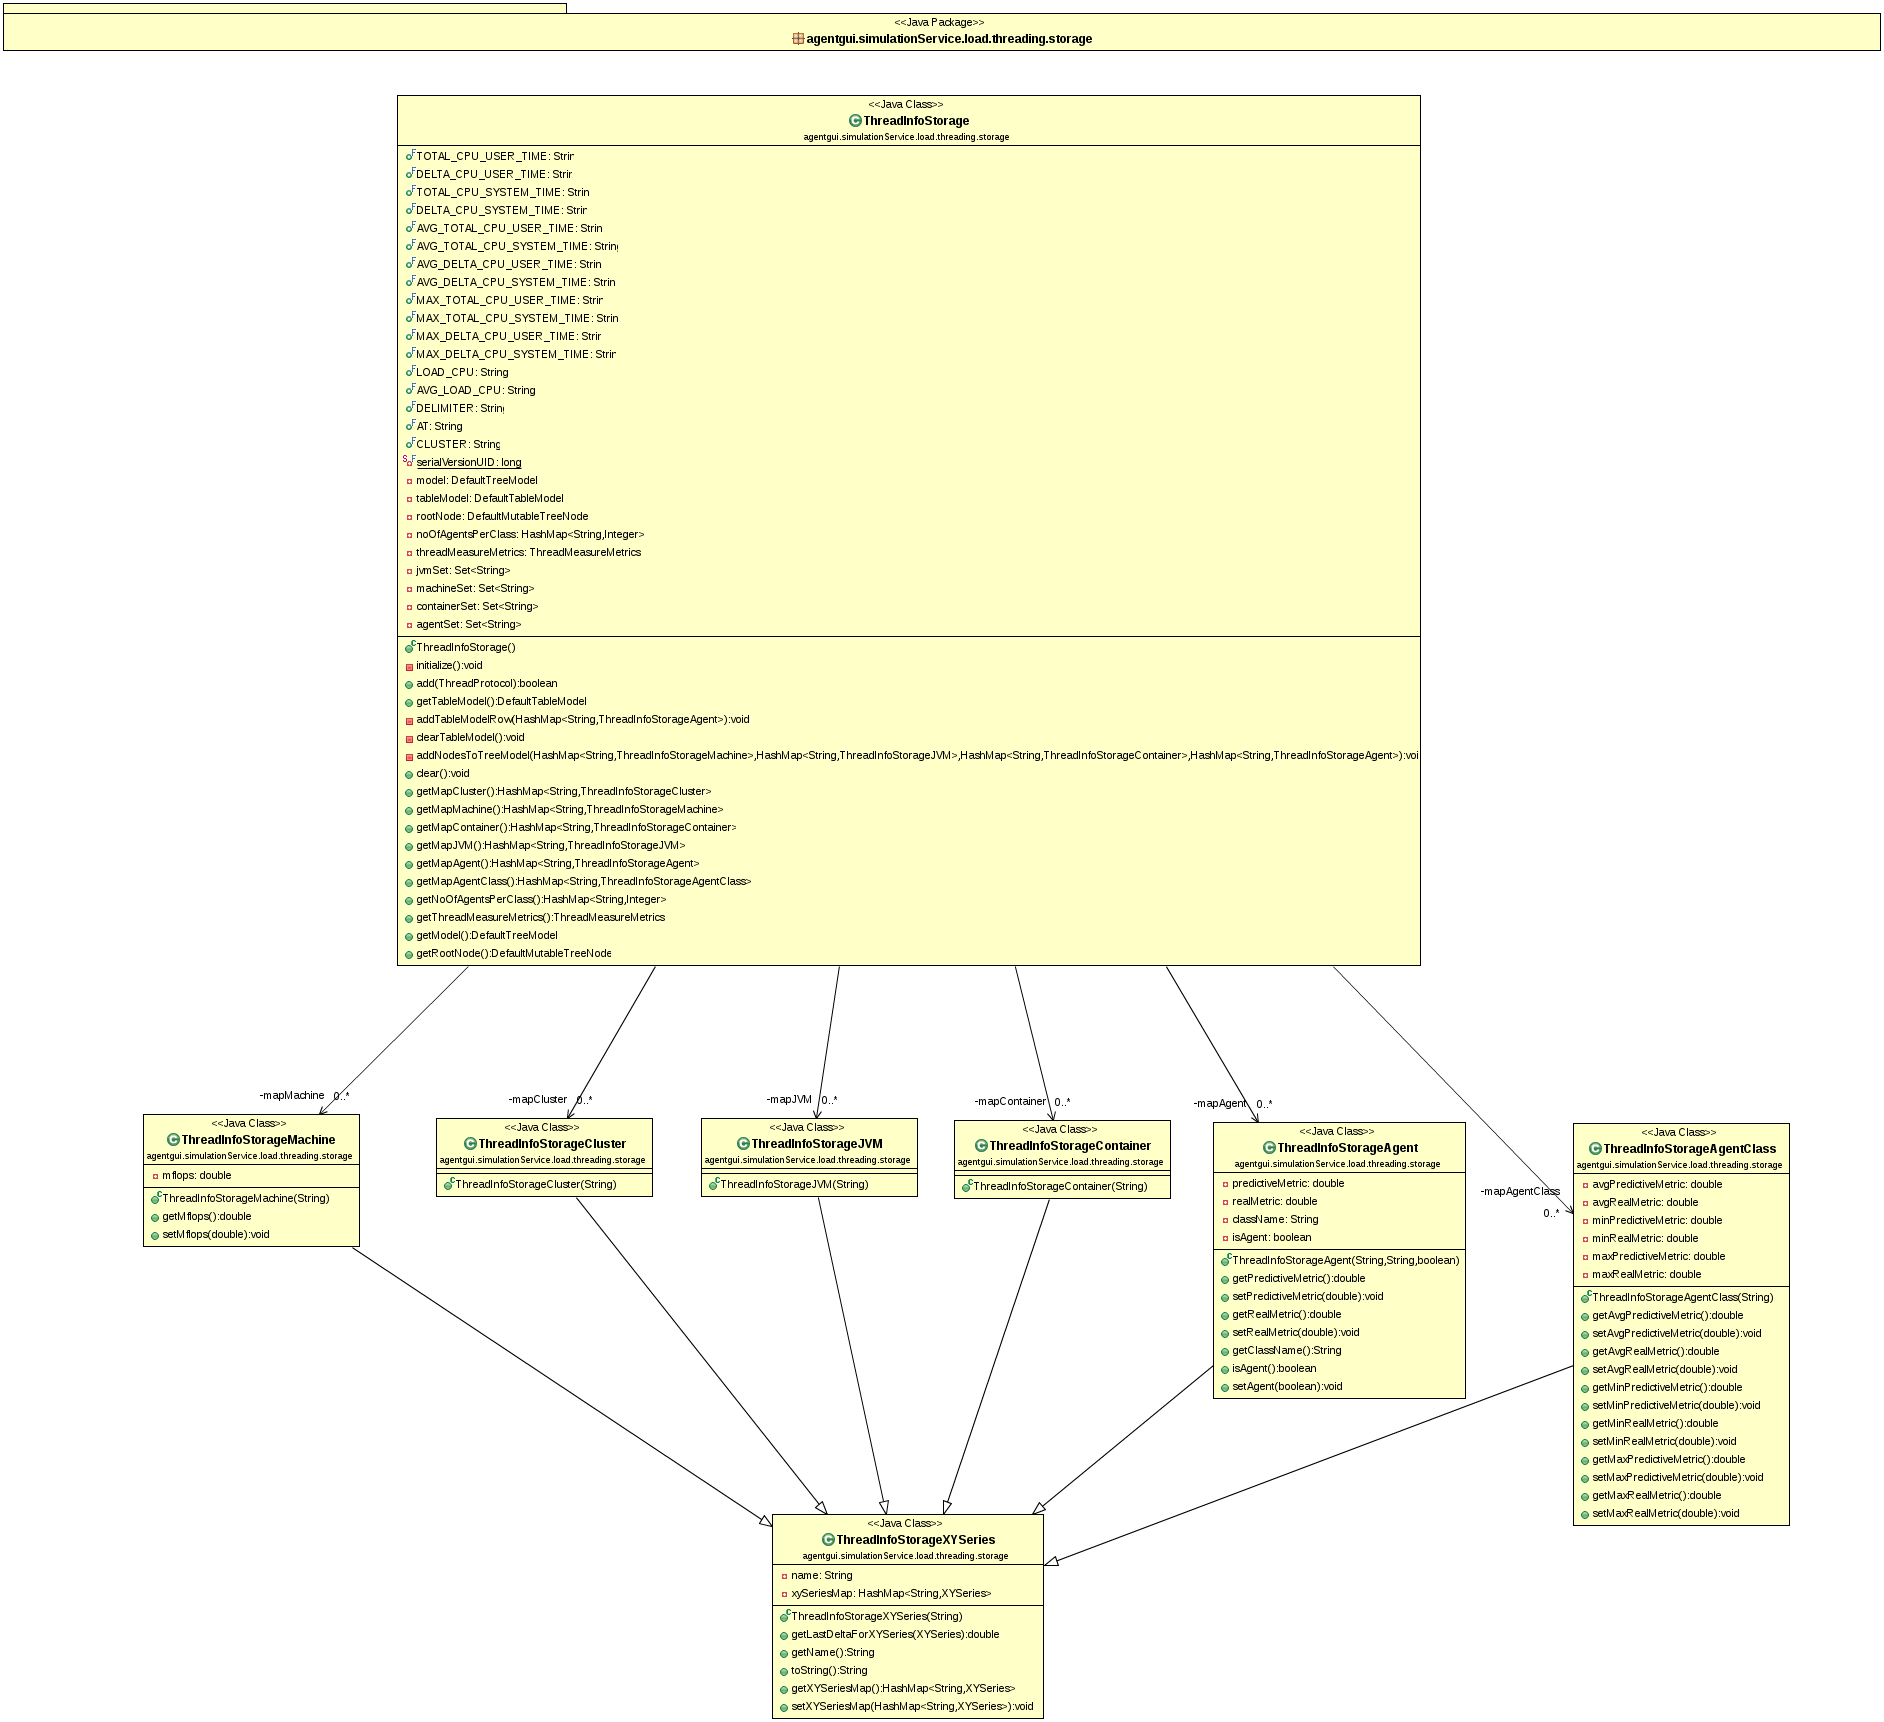 <<Java Package>>
agentgui.simulationService.load.threading.storage
<<Java Class>>
ThreadInfoStorage
agentgui.simulationService.load.threading.storage
TOTAL_CPU_USER_TIME: Strin
DELTA_CPU_USER_TIME: Strin
TOTAL_CPU_SYSTEM_TIME: Strin
DELTA_CPU_SYSTEM_TIME: Strin
AVG_TOTAL_CPU_USER_TIME: Strin
AVG_TOTAL_CPU_SYSTEM_TIME: String
AVG_DELTA_CPU_USER_TIME: Strin
AVG_DELTA_CPU_SYSTEM_TIME: Strin
MAX_TOTAL_CPU_USER_TIME: Strin
MAX_TOTAL_CPU_SYSTEM_TIME: Strin
MAX_DELTA_CPU_USER_TIME: Strin
MAX_DELTA_CPU_SYSTEM_TIME: Strin
LOAD_CPU: String
AVG_LOAD_CPU: String
DELIMITER: String
AT: String
CLUSTER: String
serialVersionUID: long
model: DefaultTreeModel
tableModel: DefaultTableModel
rootNode: DefaultMutableTreeNode
noOfAgentsPerClass: HashMap<String,Integer>
threadMeasureMetrics: ThreadMeasureMetrics
jvmSet: Set<String>
machineSet: Set<String>
containerSet: Set<String>
agentSet: Set<String>
ThreadInfoStorage()
initialize():void
add(ThreadProtocol):boolean
getTableModel():DefaultTableModel
addTableModelRow(HashMap<String,ThreadInfoStorageAgent>):void
clearTableModel():void
addNodesToTreeModel(HashMap<String,ThreadInfoStorageMachine>,HashMap<String,ThreadInfoStorageJVM>,HashMap<String,ThreadInfoStorageContainer>,HashMap<String,ThreadInfoStorageAgent>):voi
clear():void
getMapCluster():HashMap<String,ThreadInfoStorageCluster>
getMapMachine():HashMap<String,ThreadInfoStorageMachine>
getMapContainer():HashMap<String,ThreadInfoStorageContainer>
getMapJVM():HashMap<String,ThreadInfoStorageJVM>
getMapAgent():HashMap<String,ThreadInfoStorageAgent>
getMapAgentClass():HashMap<String,ThreadInfoStorageAgentClass>
getNoOfAgentsPerClass():HashMap<String,Integer>
getThreadMeasureMetrics():ThreadMeasureMetrics
getModel():DefaultTreeModel
getRootNode():DefaultMutableTreeNode
-mapMachine 0..*
-mapCluster 0..*
-mapJVM 0..*
-mapContainer 0..*
-mapAgent 0..*
-mapAgentClass
0..*
<<Java Class>>
ThreadInfoStorageMachine
agentgui.simulationService.load.threading.storage
mflops: double
ThreadInfoStorageMachine(String)
getMflops():double
setMflops(double):void
<<Java Class>>
ThreadInfoStorageCluster
agentgui.simulationService.load.threading.storage
ThreadInfoStorageCluster(String)
<<Java Class>>
ThreadInfoStorageJVM
agentgui.simulationService.load.threading.storage
ThreadInfoStorageJVM(String)
<<Java Class>>
ThreadInfoStorageContainer
agentgui.simulationService.load.threading.storage
ThreadInfoStorageContainer(String)
<<Java Class>>
ThreadInfoStorageAgent
agentgui.simulationService.load.threading.storage
predictiveMetric: double
realMetric: double
className: String
isAgent: boolean
ThreadInfoStorageAgent(String,String,boolean)
getPredictiveMetric():double
setPredictiveMetric(double):void
getRealMetric():double
setRealMetric(double):void
getClassName():String
isAgent():boolean
setAgent(boolean):void
<<Java Class>>
ThreadInfoStorageAgentClass
agentgui.simulationService.load.threading.storage
avgPredictiveMetric: double
avgRealMetric: double
minPredictiveMetric: double
minRealMetric: double
maxPredictiveMetric: double
maxRealMetric: double
ThreadInfoStorageAgentClass(String)
getAvgPredictiveMetric():double
setAvgPredictiveMetric(double):void
getAvgRealMetric():double
setAvgRealMetric(double):void
getMinPredictiveMetric():double
setMinPredictiveMetric(double):void
getMinRealMetric():double
setMinRealMetric(double):void
getMaxPredictiveMetric():double
setMaxPredictiveMetric(double):void
getMaxRealMetric():double
setMaxRealMetric(double):void
<<Java Class>>
ThreadInfoStorageXYSeries
agentgui.simulationService.load.threading.storage
name: String
xySeriesMap: HashMap<String,XYSeries>
ThreadInfoStorageXYSeries(String)
getLastDeltaForXYSeries(XYSeries):double
getName():String
toString():String
getXYSeriesMap():HashMap<String,XYSeries>
setXYSeriesMap(HashMap<String,XYSeries>):void